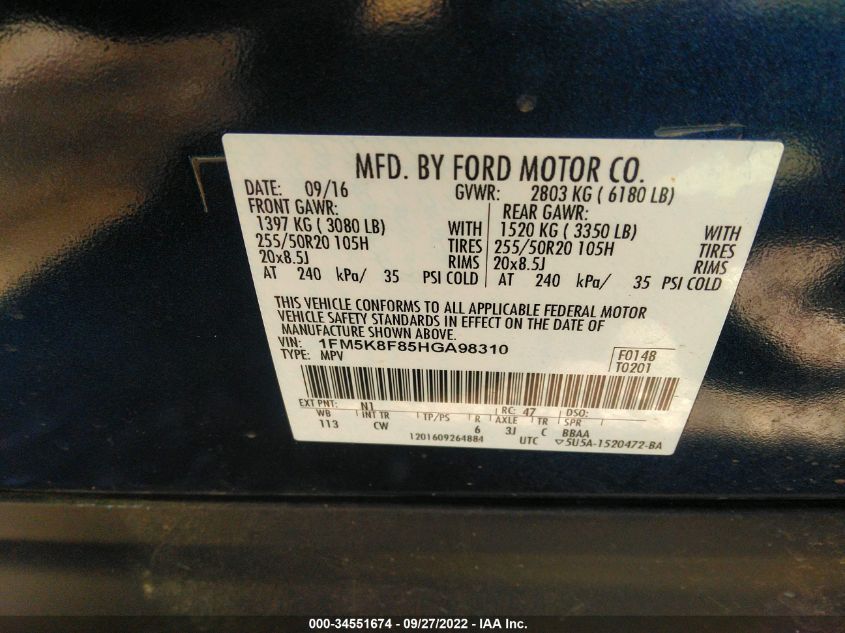 MFD. BY FORD MOTOR CO.
DATE: 09/16 GVWR: 2803 KG ( 6180 LB)
FRONT GAWR: REAR GAWR:
1397 KG ( 3080 LB) WITH 1520 KG ( 3350 LB) WITH
255/50R20 105H TIRES 255/50R20 105H TIRES
20x8.5J RIMS 20x8.5J RIMS
AT 240 kPa/ 35 PSI COLD AT 240 kPa/ 35 PSI COLD
THIS VEHICLE CONFORMS TO ALL APPLICABLE FEDERAL MOTOR
VEHICLE SAFETY STANDARDS IN EFFECT ON THE DATE OF
MANUFACTURE SHOWN ABOVE.
VIN: 1FM5K8F85HGA98310 F0148
TYPE: MPV T0201
EXT PNT: N1 RC: 47 DSO:
WB INT TR TP/PS R AXLE TR SPR
113 CW 6 3J C BBAA
1201609264884 UTC 5U5A-1520472-BA
000-34551674 - 09/27/2022 - IAA Inc.